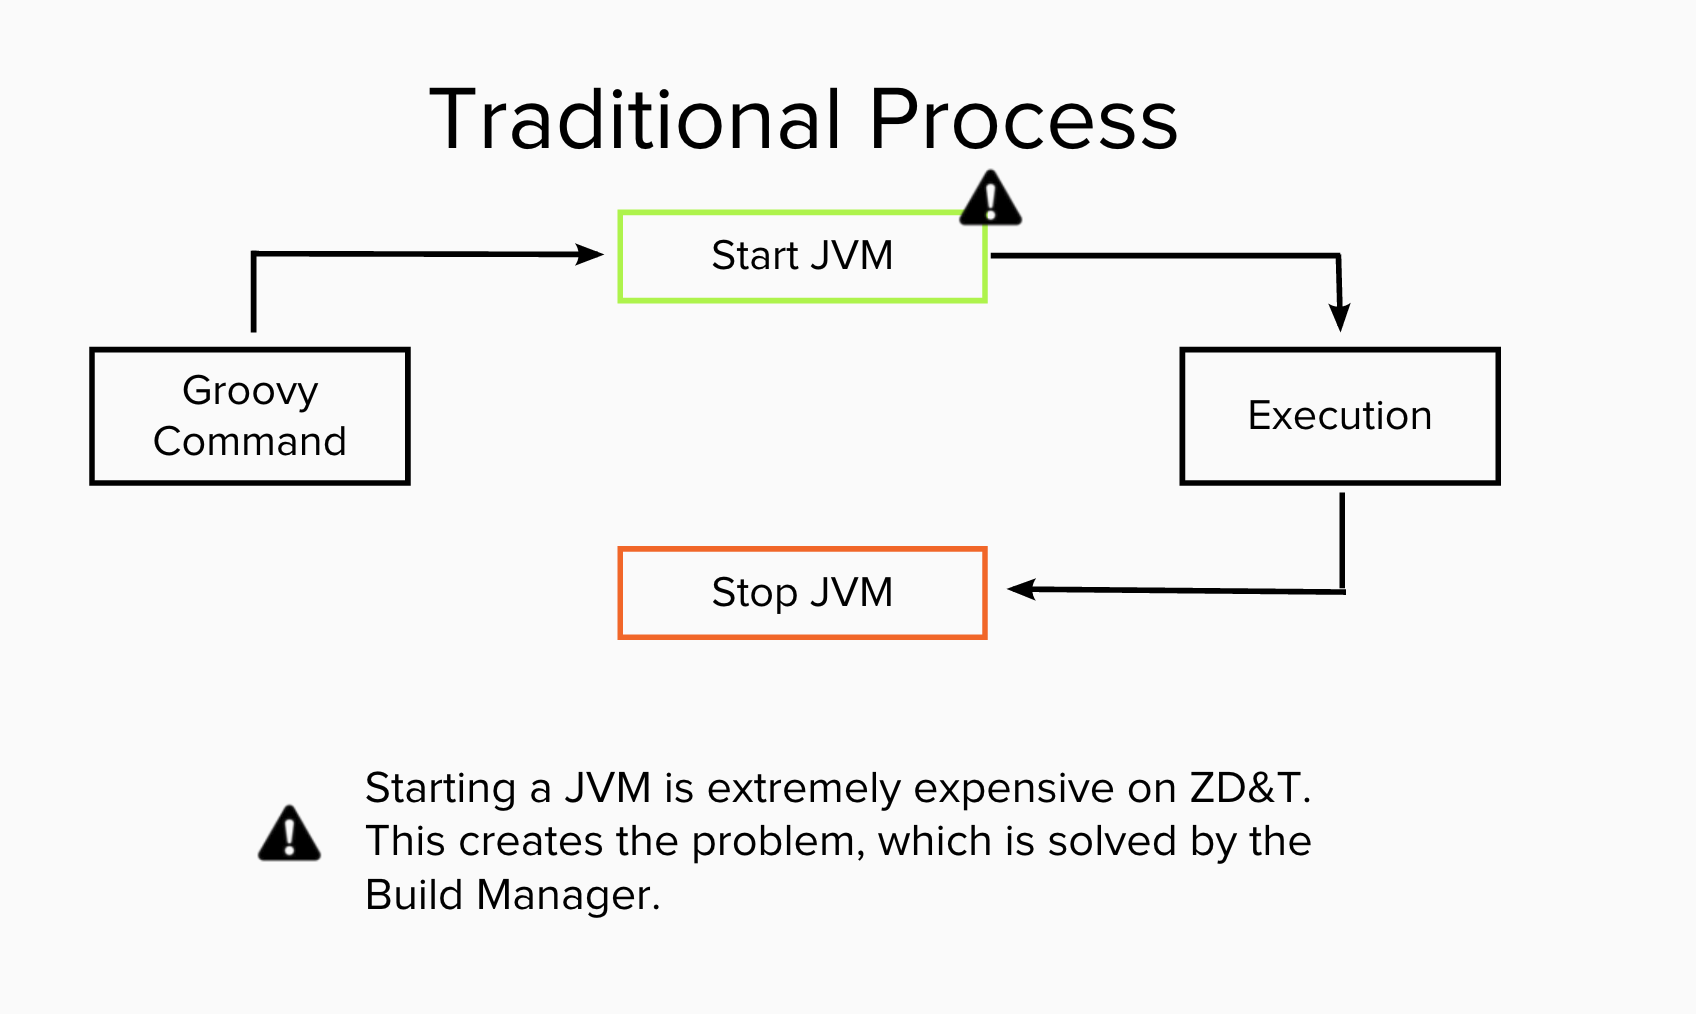 Traditional Process
Start JVM
Groovy
Command
Execution
Stop JVM
Starting a JVM is extremely expensive on ZD&T.
This creates the problem, which is solved by the
Build Manager.